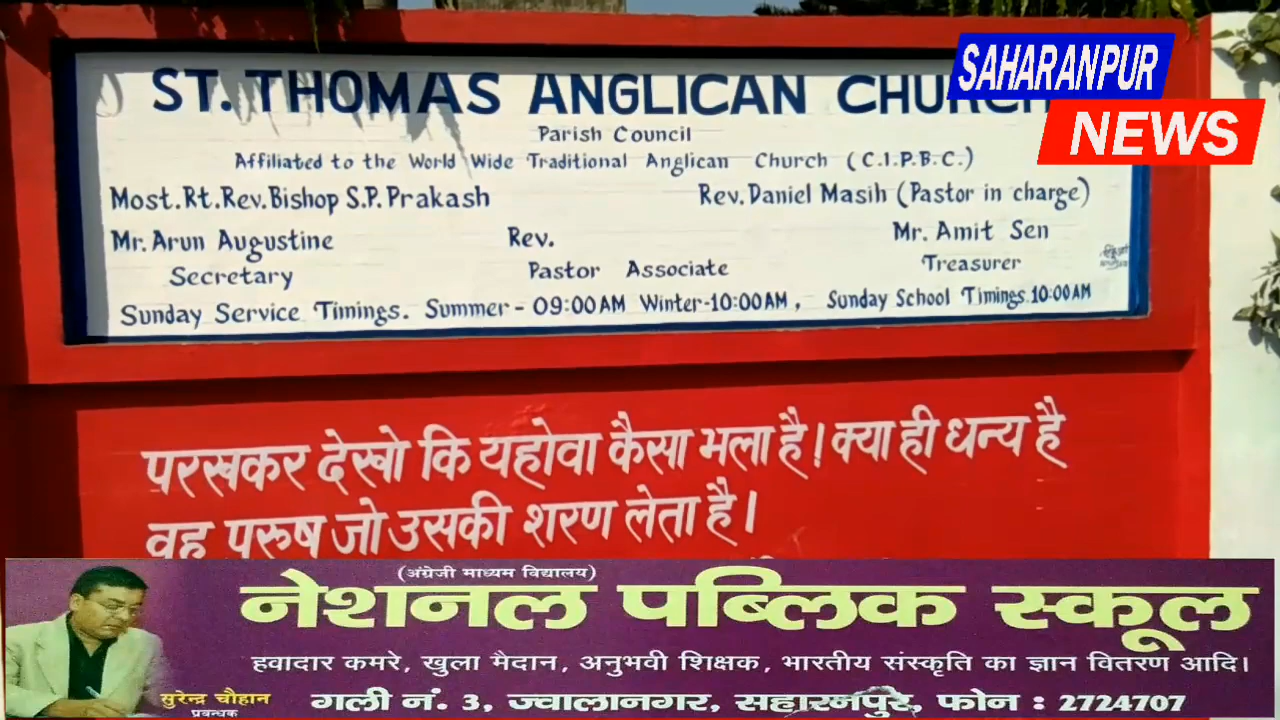 ST. THOMAS ANGLICAN CHURCH
SAHARANPUR
NEWS
Parish Council
Affiliated to the World Wide Traditional Anglican Church (C.I.P.B.C.)
Most.Rt.Rev.Bishop S.P.Prakash Rev.Daniel Masih (Pastor in charge)
Mr.Arun Augustine Rev. Mr. Amit Sen
Secretary Pastor Associate Treasurer
Sunday Service Timings. Summer - 09:00AM Winter-10:00AM, Sunday School Timings 10:00AM
परखकर देखो कि यहोवा कैसा भला है! क्या ही धन्य है
वह पुरुष जो उसकी शरण लेता है।
(अंग्रेजी माध्यम विद्यालय)
नेशनल पब्लिक स्कूल
हवादार कमरे, खुला मैदान, अनुभवी शिक्षक, भारतीय संस्कृति का ज्ञान वितरण आदि।
सुरेन्द्र चौहान
प्रबन्धक
गली नं. 3, ज्वालानगर, सहारनपुर, फोन : 2724707